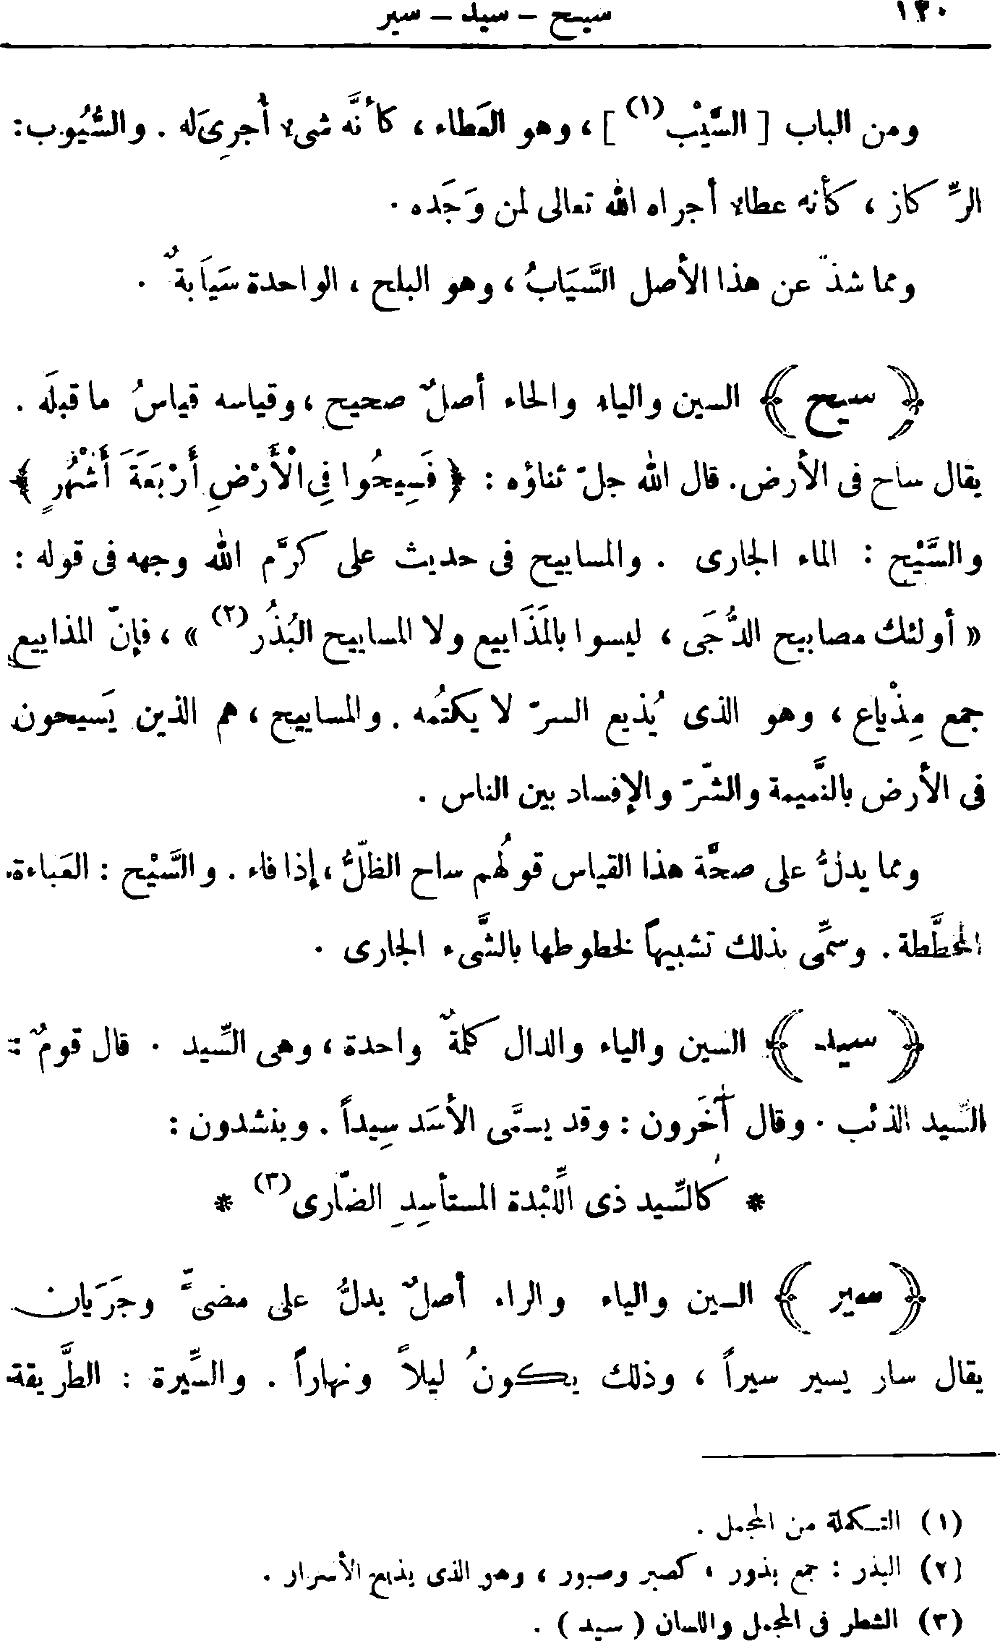 ١٢٠ سيح – سيد – سير
ومن الباب [ السَّيْب(١) ] ، وهو العَطاء ، كأنَّه شىءٌ أُجرِىَ له . والسُّيُوب:
الرِّكاز ، كأنه عطاء أجراه الله تعالى لمن وَجَده .
ومما شذّ عن هذا الأصل السَّيَابُ ، وهو البلح ، الواحدة سَيَابةٌ .
﴿ سيح ﴾ السين والياء والحاء أصلٌ صحيح ، وقياسه قياسُ ما قبلَه .
يقال ساح فى الأرض. قال الله جلّ ثناؤه : ﴿ فَسِيحُوا فِى الْأَرْضِ أَرْبَعَةَ أَشْهُرٍ ﴾
والسَّيْح : الماء الجارى . والمساييح فى حديث على كرَّم الله وجهه فى قوله :
« أولئك مصابيح الدُّجَى ، ليسوا بالمَذَاييع ولا المساييح البُذُر(٢) » ، فإنّ المذاييع
جمع مِذْياع ، وهو الذى يُذيع السرّ لا يكتُمه . والمساييح ، هم الذين يَسيحون
فى الأرض بالنَّميمة والشّرّ والإفساد بين الناس .
ومما يدلُّ على صحَّة هذا القياس قولُهم ساح الظلّ ، إذا فاء . والسَّيْح : العَباءة
المخطَّطة . وسمِّى بذلك تشبيهاً لخطوطها بالشَّىء الجارى .
﴿ سيد ﴾ السين والياء والدال كلمةٌ واحدة ، وهى السِّيد . قال قومٌ :
السِّيد الذئب . وقال آخَرون : وقد يسمَّى الأسَد سِيداً . وينشدون :
* كالسِّيد ذى اللِّبْدة المستأسِدِ الضّارى(٣) *
﴿ سير ﴾ السين والياء والراء أصلٌ يدلُّ على مضىٍّ وجَرَيان
يقال سار يسير سيراً ، وذلك يكونُ ليلاً ونهاراً . والسِّيرة : الطَّريقة
(١) التكملة من المجمل .
(٢) البذر : جمع بذور ، كصبر وصبور ، وهو الذى يذيع الأسرار .
(٣) الشطر فى المجمل واللسان ( سيد ) .